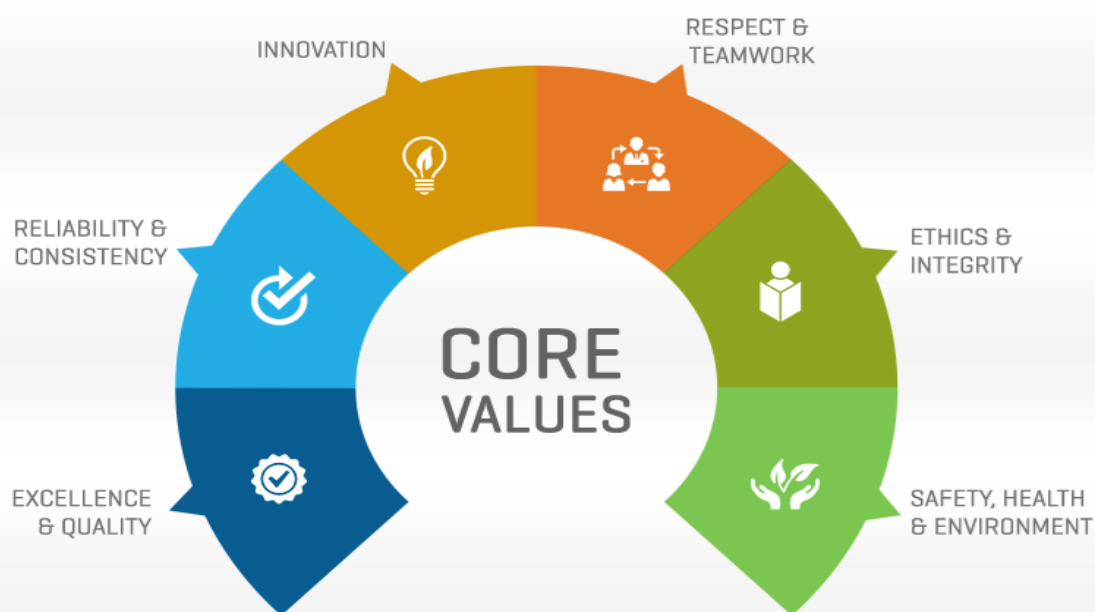 INNOVATION
RESPECT &
TEAMWORK
RELIABILITY &
CONSISTENCY
ETHICS &
INTEGRITY
CORE
VALUES
EXCELLENCE
& QUALITY
SAFETY, HEALTH
& ENVIRONMENT